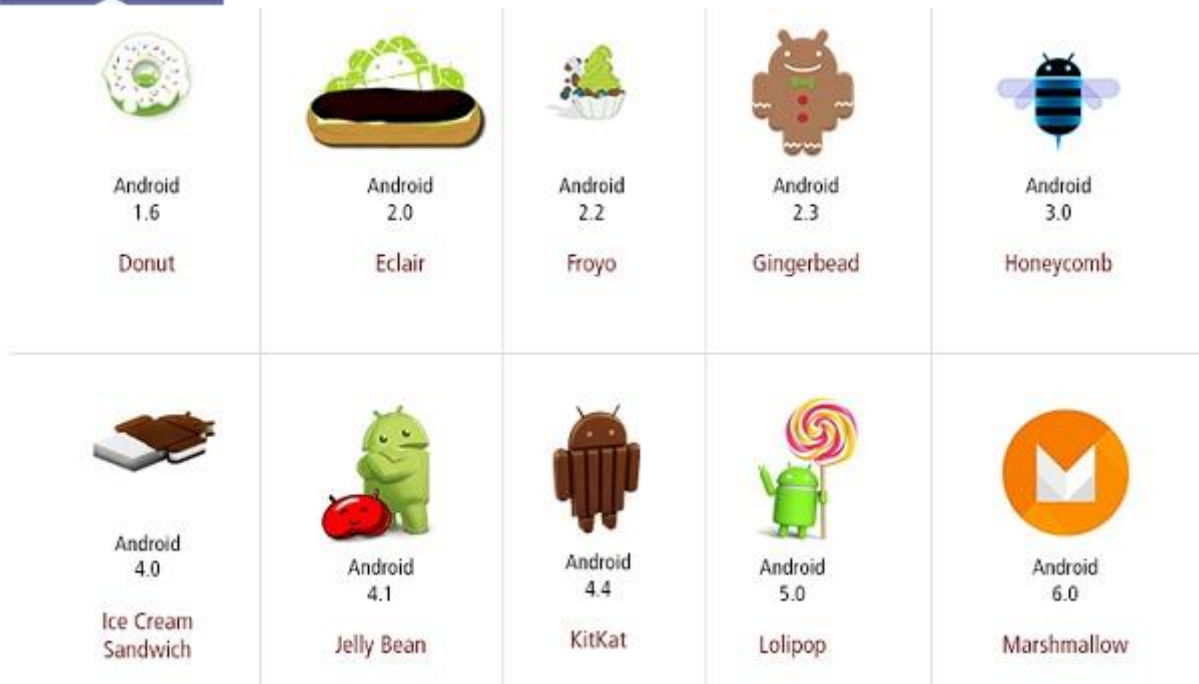 Android
1.6
Donut
Android
2.0
Eclair
Android
2.2
Froyo
Android
2.3
Gingerbead
Android
3.0
Honeycomb
Android
4.0
Ice Cream
Sandwich
Android
4.1
Jelly Bean
Android
4.4
KitKat
Android
5.0
Lolipop
Android
6.0
Marshmallow